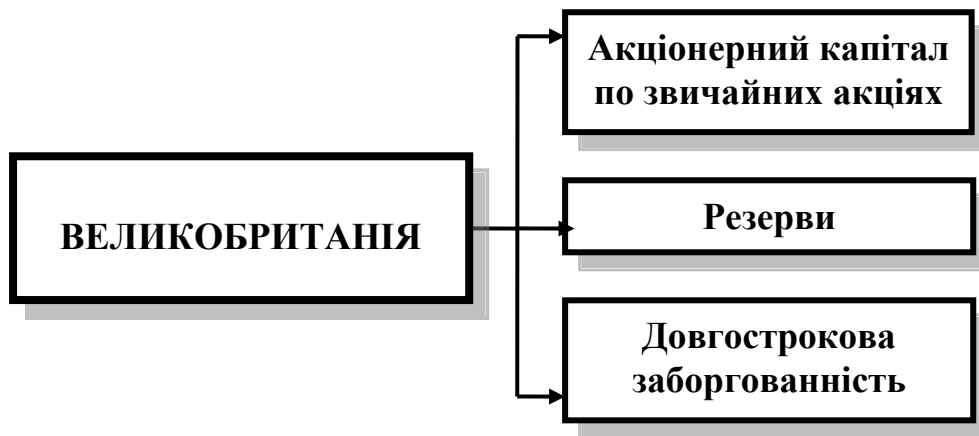 Акціонерний капітал
по звичайних акціях
ВЕЛИКОБРИТАНІЯ
Резерви
Довгострокова
заборгованність